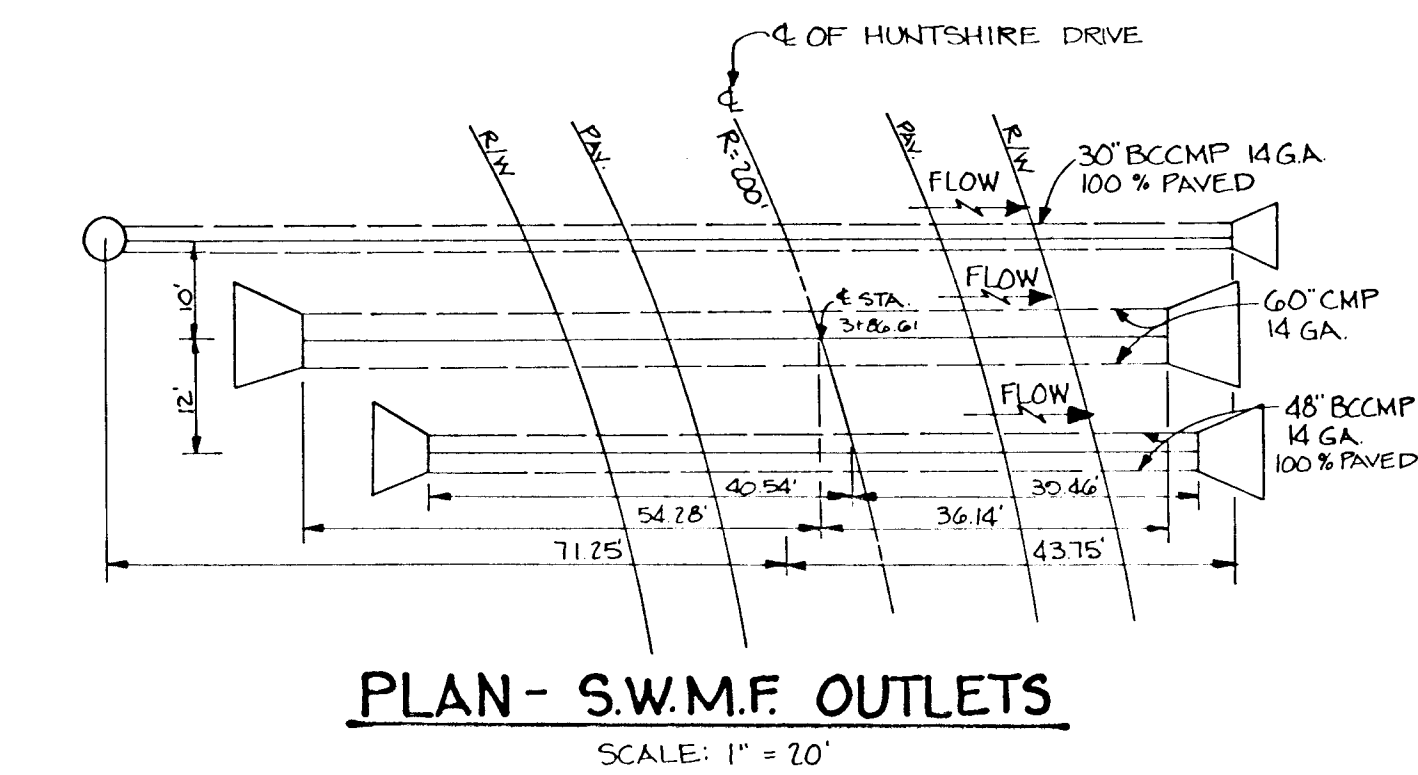 ℄ OF HUNTSHIRE DRIVE
℄
R=200'
R/W
PAV.
PAV.
R/W
30" BCCMP 14 GA.
100 % PAVED
FLOW
FLOW
FLOW
10'
12'
℄ STA.
3+86.61
60" CMP
14 GA.
48" BCCMP
14 GA.
100 % PAVED
40.54'
54.28'
36.14'
71.25'
43.75'
PLAN - S.W.M.F. OUTLETS
SCALE: 1" = 20'